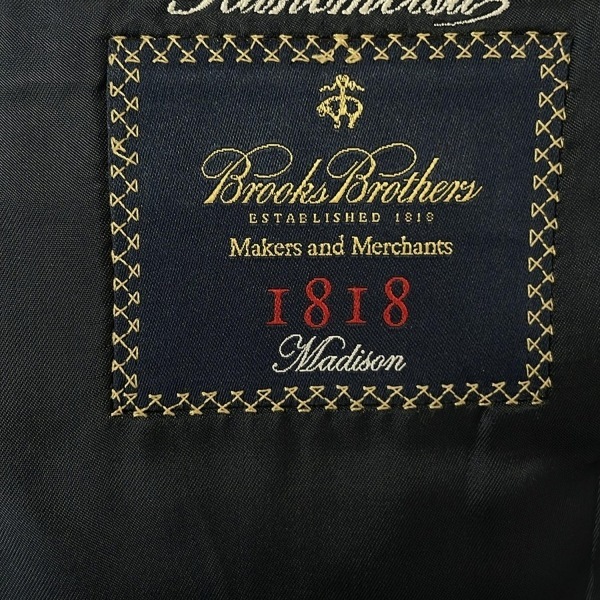 Brooks Brothers
ESTABLISHED 1818
Makers and Merchants
1818
Madison